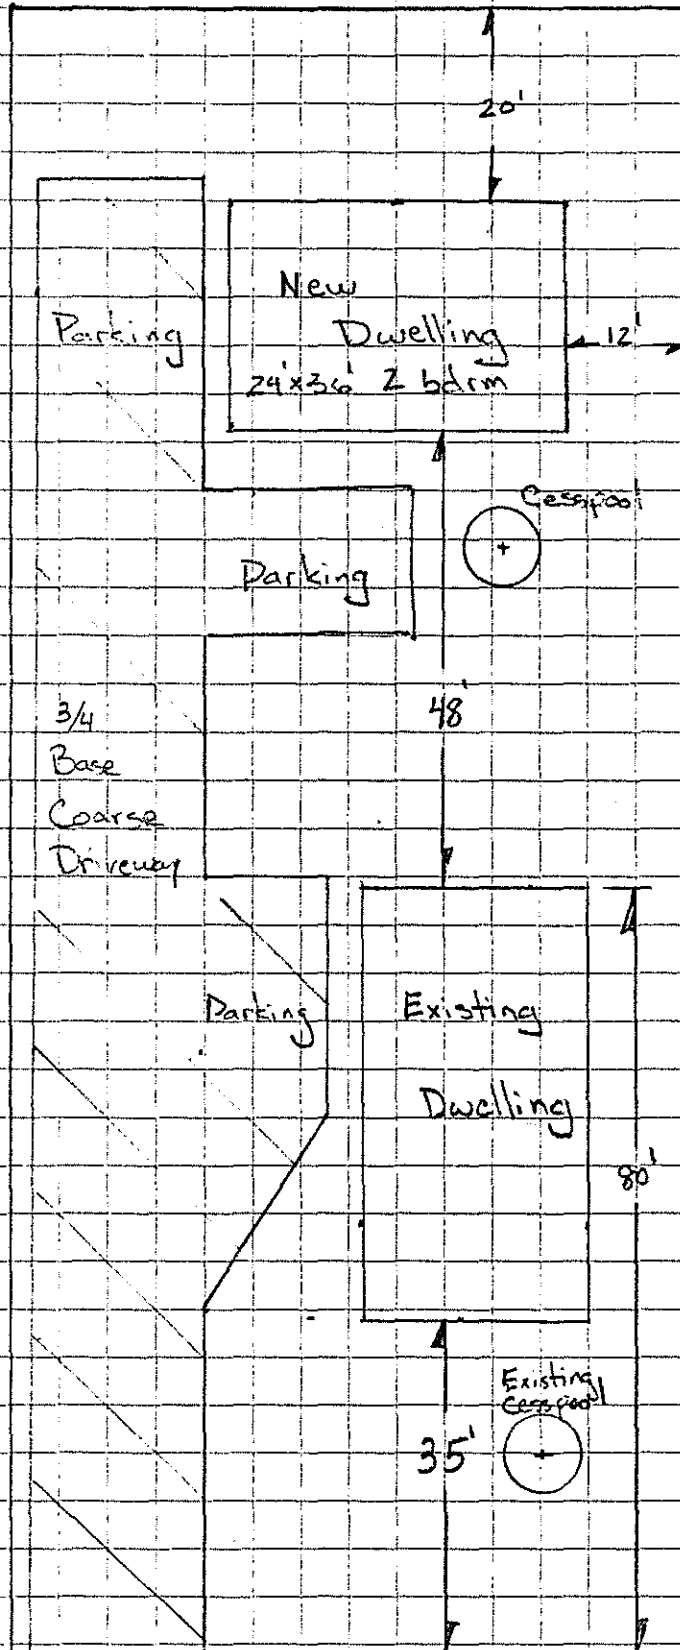 20'
New
Dwelling
24'x36' 2 bdrm
Parking
12'
Cesspool
Parking
48'
3/4
Base
Coarse
Driveway
Parking
Existing
Dwelling
80'
Existing
Cesspool
35'